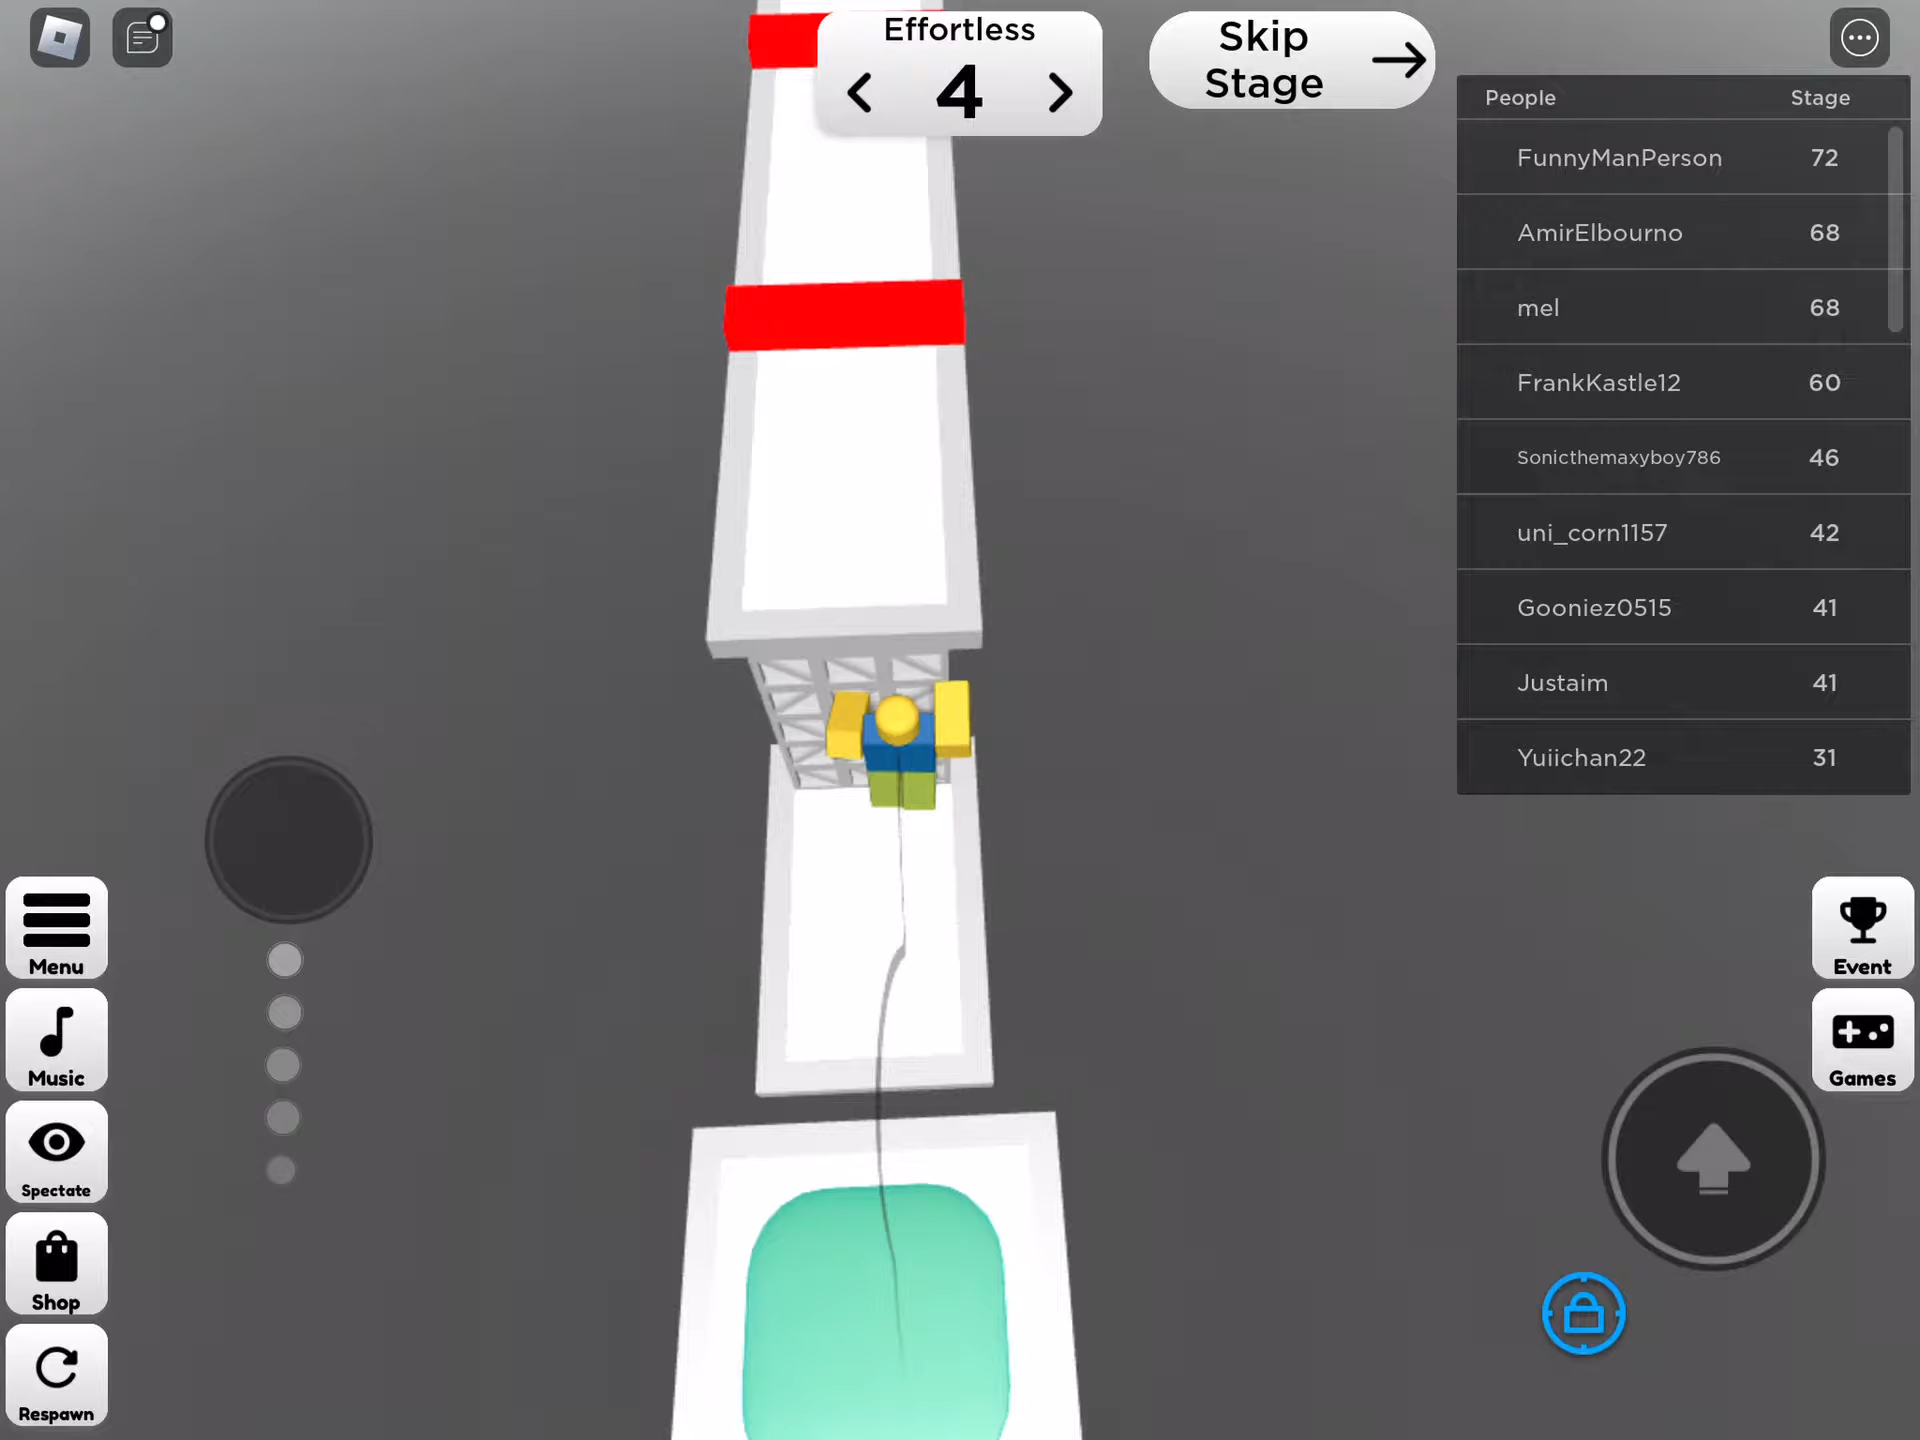 Effortless
4
Skip
Stage
People Stage
FunnyManPerson 72
AmirElbourno 68
mel 68
FrankKastle12 60
Sonicthemaxyboy786 46
uni_corn1157 42
Gooniez0515 41
Justaim 41
Yuiichan22 31
Menu
Music
Spectate
Shop
Respawn
Event
Games